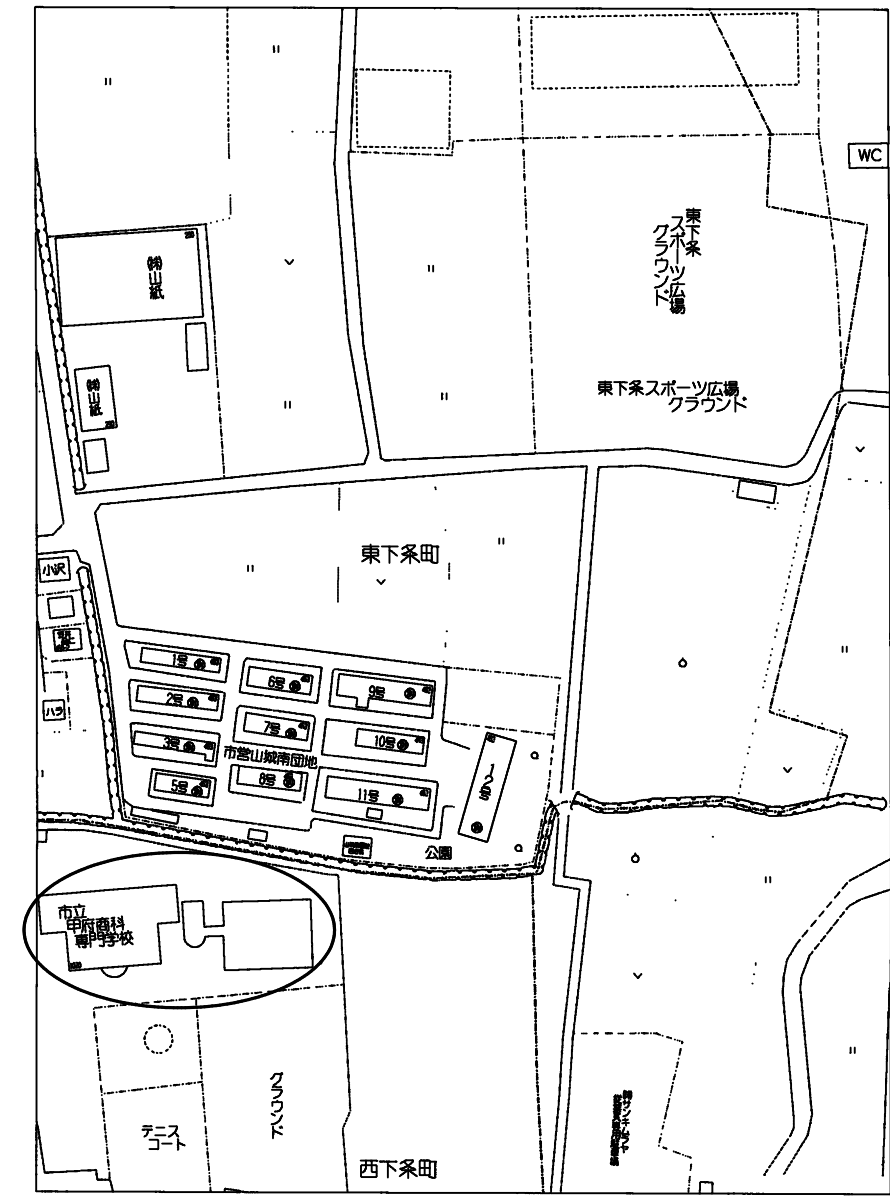 WC
東下条
スポーツ広場
グラウンド
㈱山紙
㈱山紙
東下条スポーツ広場
グラウンド
東下条町
小沢
ハラ
1号
6号
9号
2号
7号
10号
3号
市営山城南団地
8号
5号
11号
12号
公園
市立
甲府商科
専門学校
グラウンド
テニス
コート
西下条町